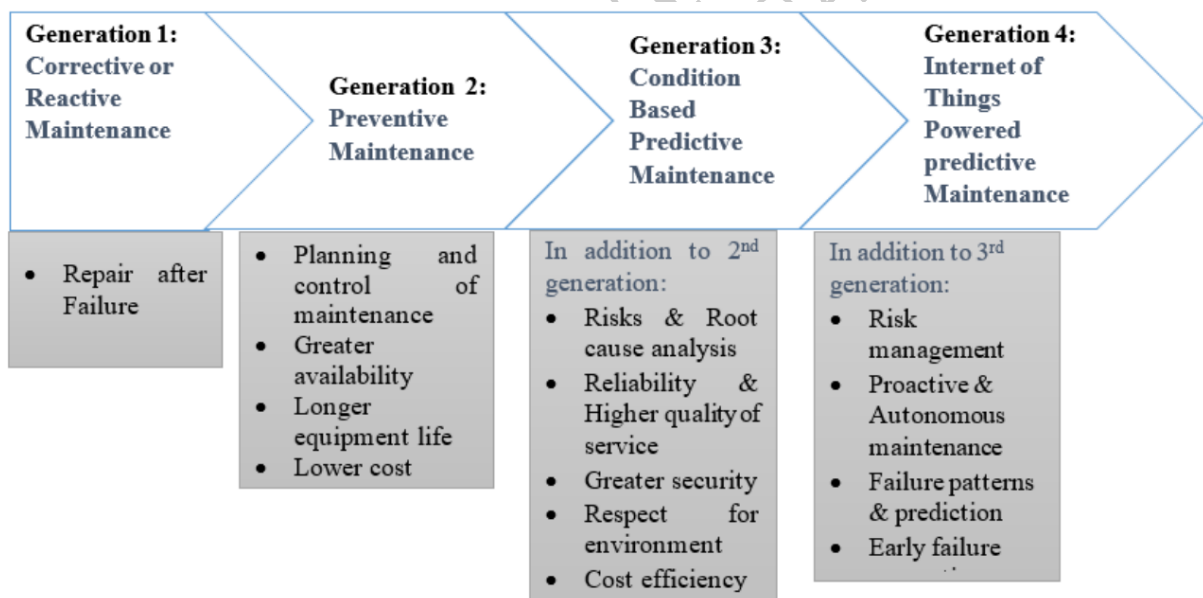 Generation 1:
Corrective or
Reactive
Maintenance
Generation 2:
Preventive
Maintenance
Generation 3:
Condition
Based
Predictive
Maintenance
Generation 4:
Internet of
Things
Powered
predictive
Maintenance
• Repair after
Failure
• Planning and
control of
maintenance
• Greater
availability
• Longer
equipment life
• Lower cost
In addition to 2nd
generation:
• Risks & Root
cause analysis
• Reliability &
Higher quality of
service
• Greater security
• Respect for
environment
• Cost efficiency
In addition to 3rd
generation:
• Risk
management
• Proactive &
Autonomous
maintenance
• Failure patterns
& prediction
• Early failure